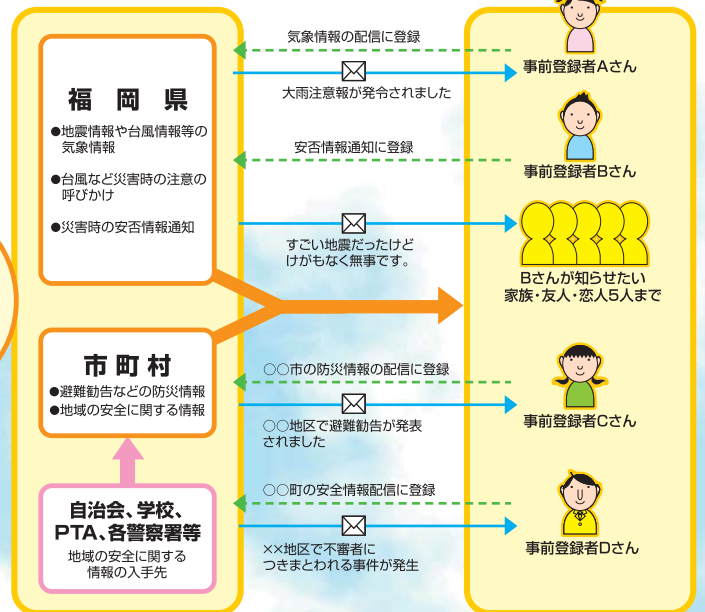 福岡県
●地震情報や台風情報等の
気象情報
●台風など災害時の注意の
呼びかけ
●災害時の安否情報通知
市町村
●避難勧告などの防災情報
●地域の安全に関する情報
自治会、学校、
PTA、各警察署等
地域の安全に関する
情報の入手先
気象情報の配信に登録
大雨注意報が発令されました
安否情報通知に登録
すごい地震だったけど
けがもなく無事です。
○○市の防災情報の配信に登録
○○地区で避難勧告が発表
されました
○○町の安全情報配信に登録
××地区で不審者に
つきまとわれる事件が発生
事前登録者Aさん
事前登録者Bさん
Bさんが知らせたい
家族・友人・恋人5人まで
事前登録者Cさん
事前登録者Dさん